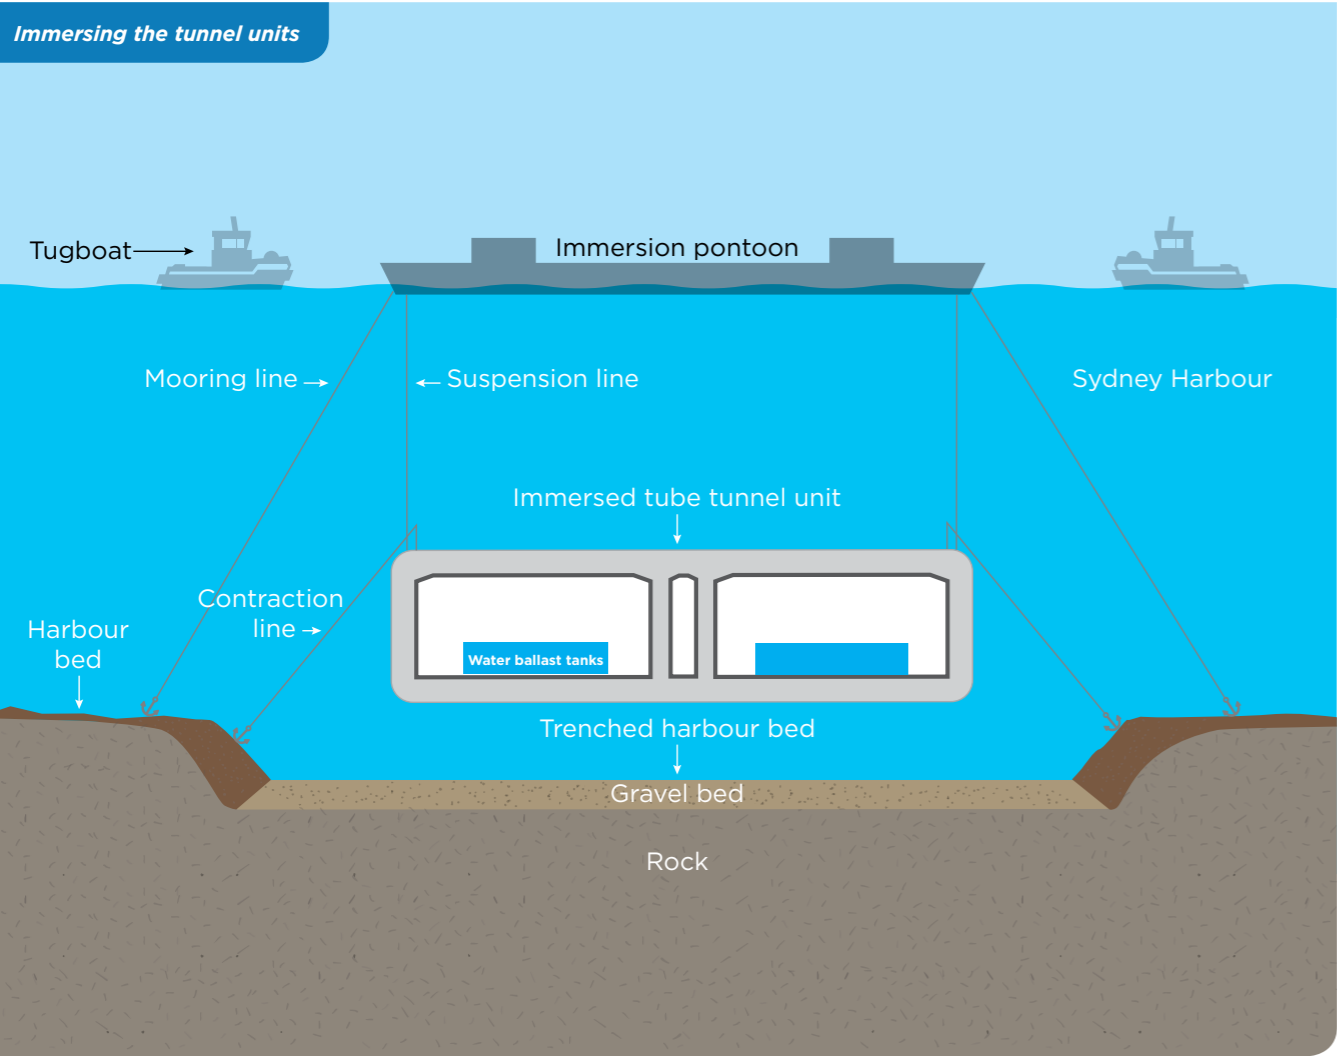 Immersing the tunnel units
Tugboat
Immersion pontoon
Mooring line
Suspension line
Sydney Harbour
Immersed tube tunnel unit
Contraction
line
Harbour
bed
Water ballast tanks
Trenched harbour bed
Gravel bed
Rock